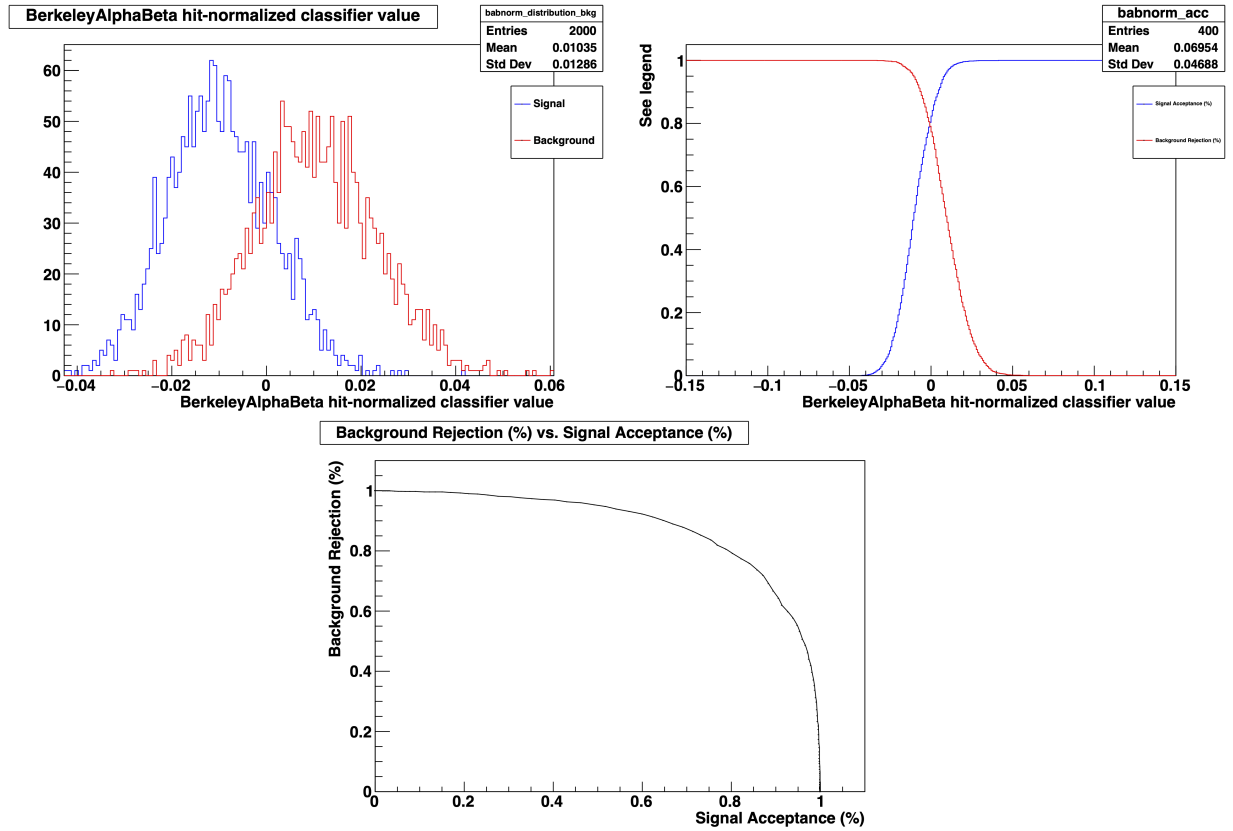 BerkeleyAlphaBeta hit-normalized classifier value
babnorm_distribution_bkg
Entries 2000
Mean 0.01035
Std Dev 0.01286
Signal
Background
60
50
40
30
20
10
0
−0.04 −0.02 0 0.02 0.04 0.06
BerkeleyAlphaBeta hit-normalized classifier value
babnorm_acc
Entries 400
Mean 0.06954
Std Dev 0.04688
Signal Acceptance (%)
Background Rejection (%)
See legend
1
0.8
0.6
0.4
0.2
0
−0.15 −0.1 −0.05 0 0.05 0.1 0.15
BerkeleyAlphaBeta hit-normalized classifier value
Background Rejection (%) vs. Signal Acceptance (%)
Background Rejection (%)
1
0.8
0.6
0.4
0.2
0
0 0.2 0.4 0.6 0.8 1
Signal Acceptance (%)